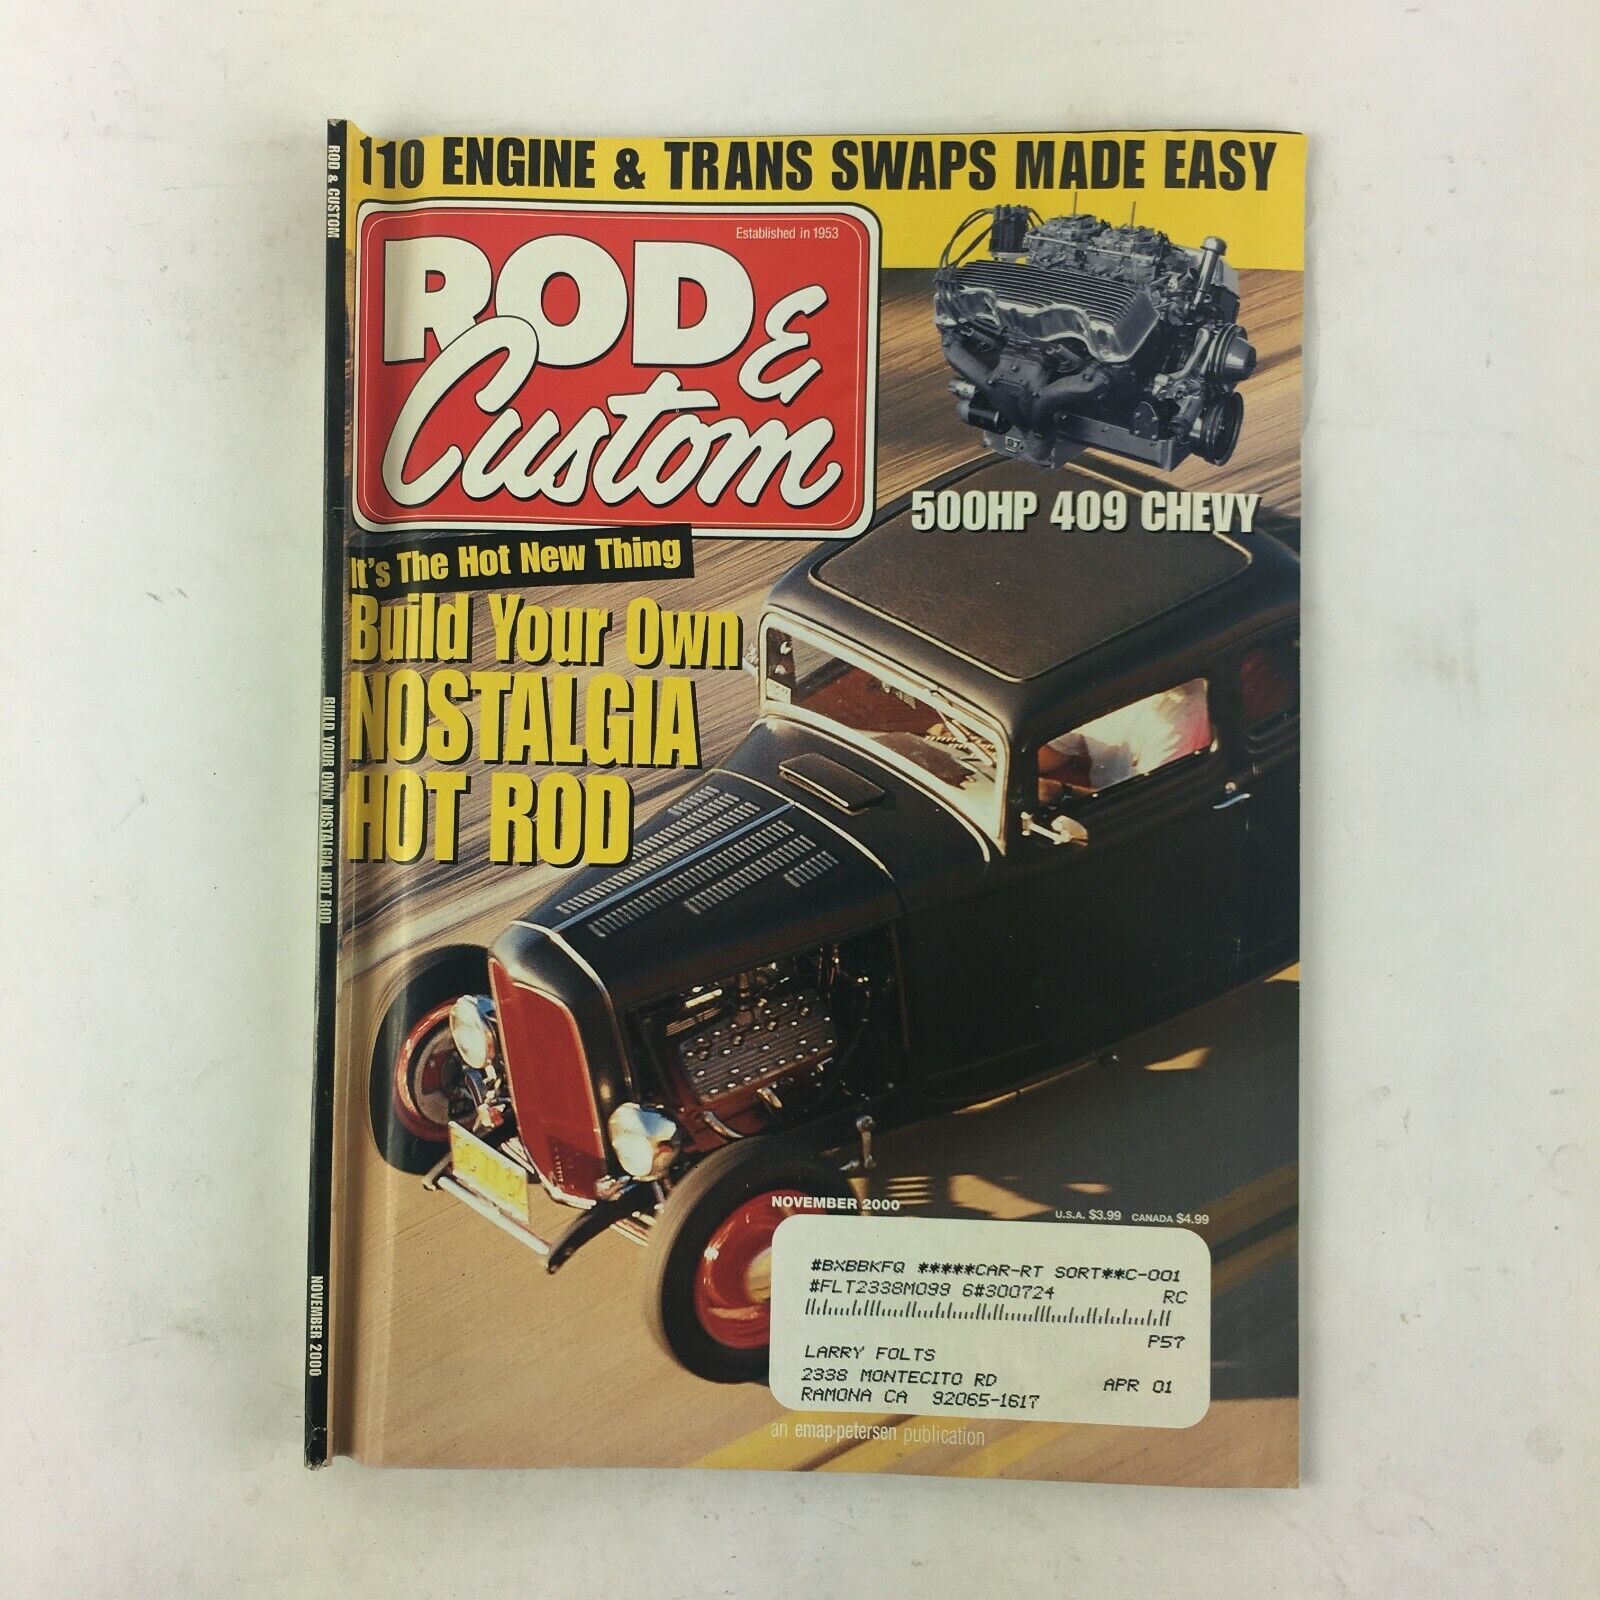 110 ENGINE & TRANS SWAPS MADE EASY
Established in 1953
ROD &
Custom
500HP 409 CHEVY
It's The Hot New Thing
Build Your Own
NOSTALGIA
HOT ROD
ROD & CUSTOM
BUILD YOUR OWN NOSTALGIA HOT ROD
NOVEMBER 2000
NOVEMBER 2000
U.S.A. $3.99 CANADA $4.99
#BXBBKFQ *****CAR-RT SORT**C-001
#FLT2338M099 6#300724 RC
P57
LARRY FOLTS
2338 MONTECITO RD APR 01
RAMONA CA 92065-1617
an emap·petersen publication